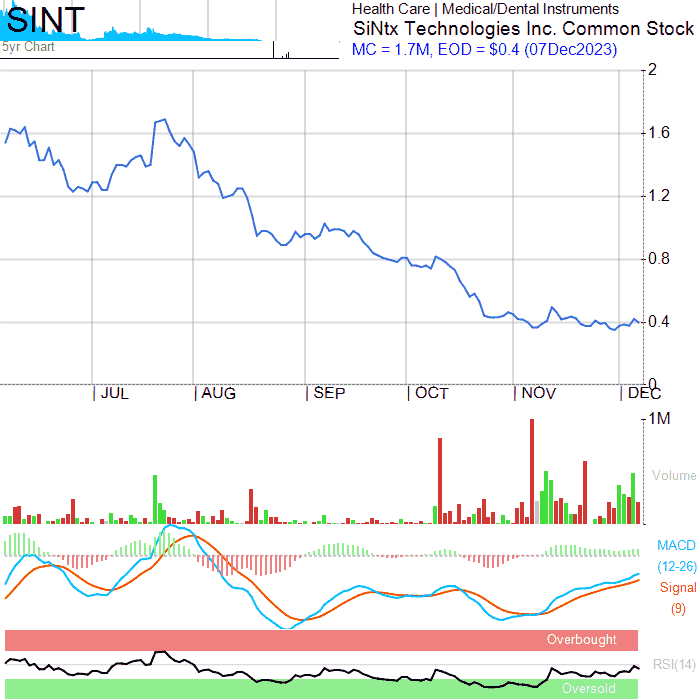 SINT
5yr Chart
Health Care | Medical/Dental Instruments
SiNtx Technologies Inc. Common Stock
MC = 1.7M, EOD = $0.4 (07Dec2023)
2
1.6
1.2
0.8
0.4
0
JUL AUG SEP OCT NOV DEC
1M
Volume
MACD
(12-26)
Signal
(9)
Overbought
RSI(14)
Oversold